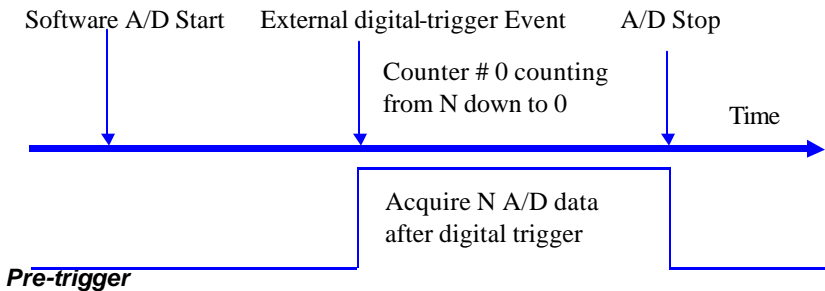 Software A/D Start External digital-trigger Event A/D Stop
Counter # 0 counting
from N down to 0
Time
Acquire N A/D data
after digital trigger
Pre-trigger